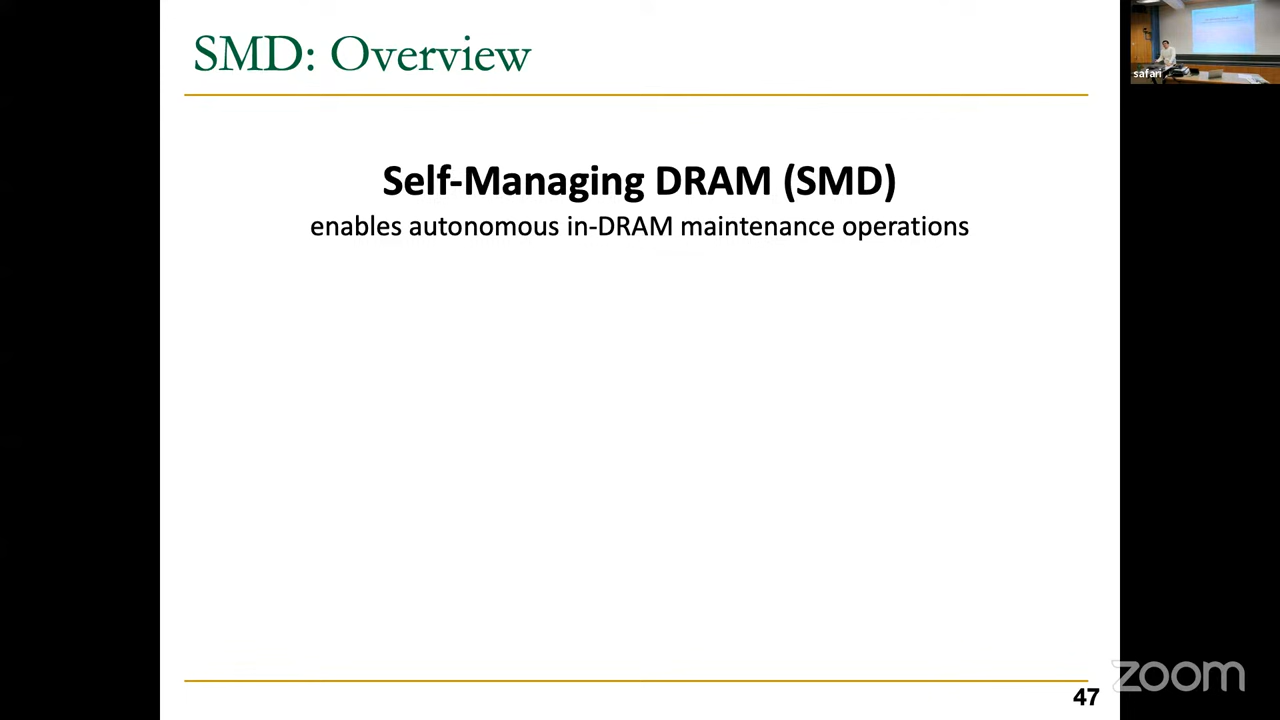 SMD: Overview
safari
Self-Managing DRAM (SMD)
enables autonomous in-DRAM maintenance operations
47
zoom